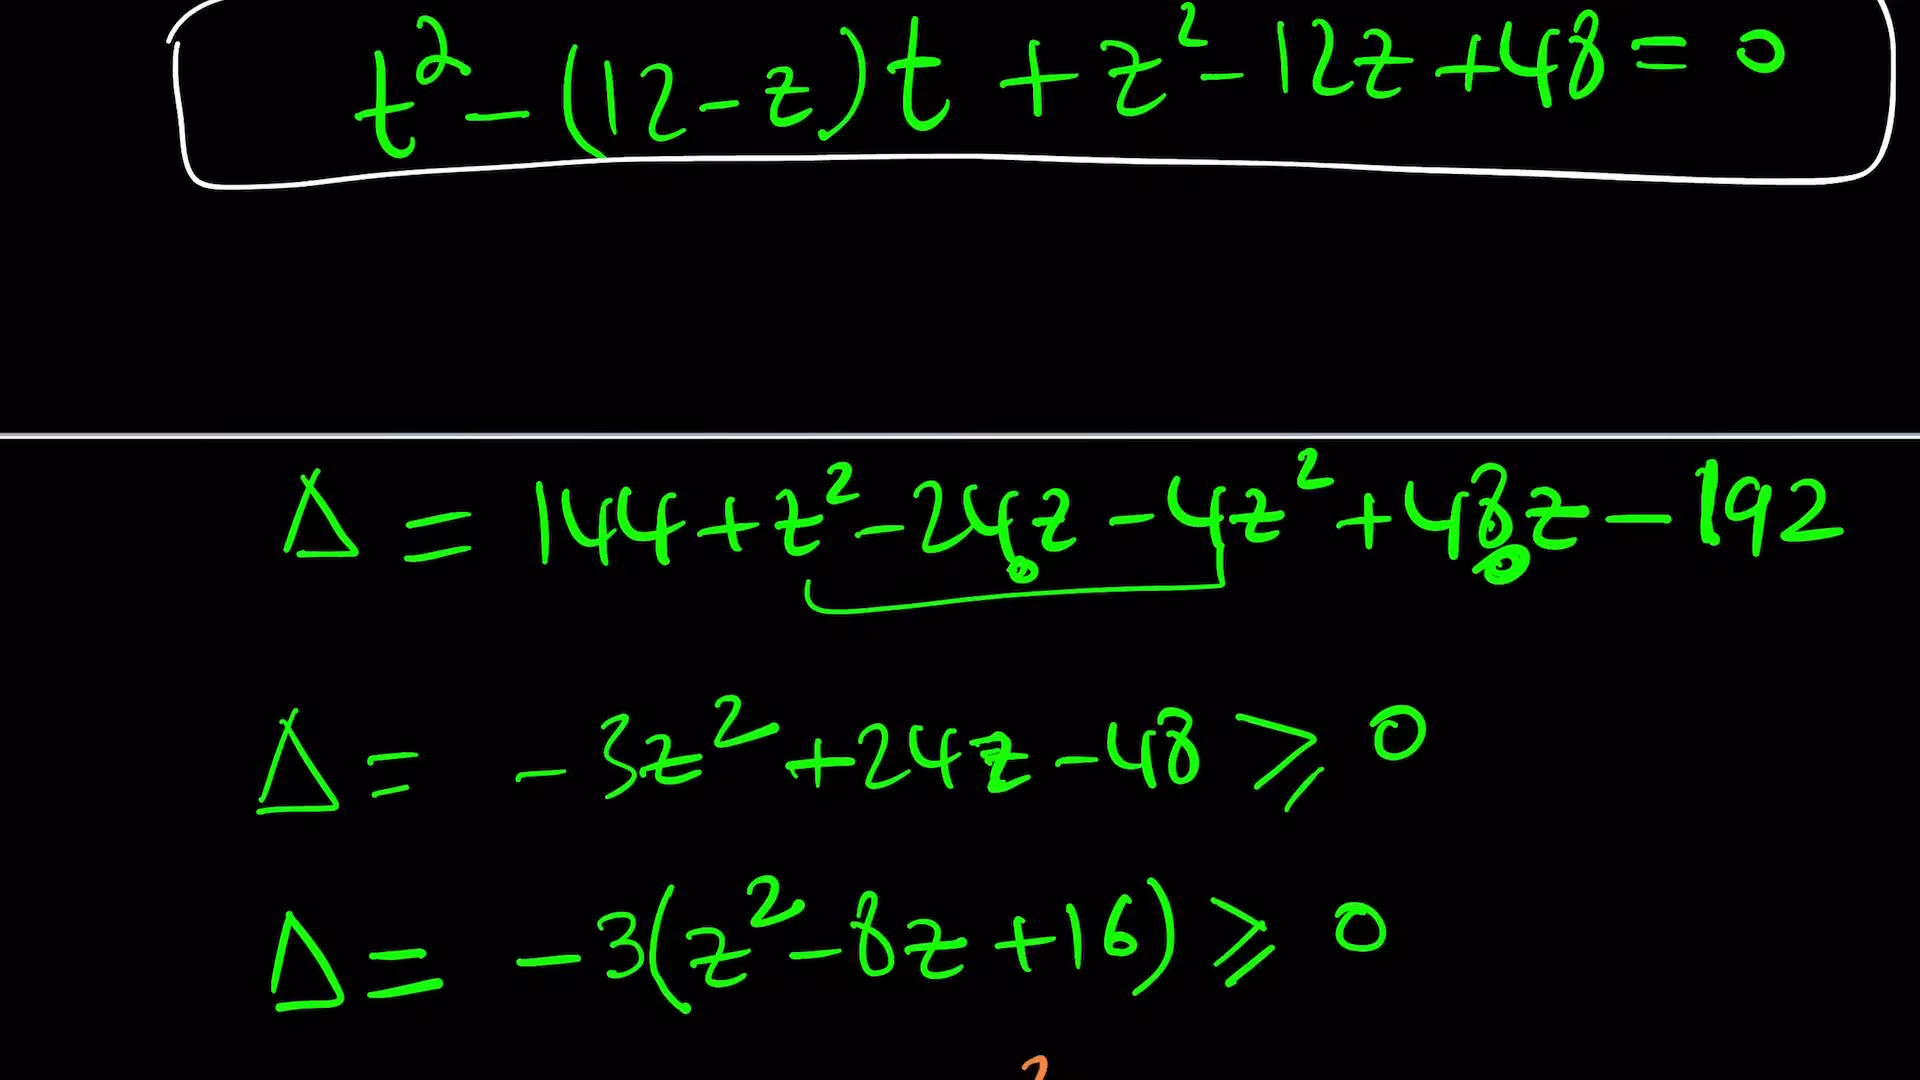 t² - (12 - z)t + z² - 12z + 48 = 0
Δ = 144 + z² - 24z - 4z² + 48z - 192
Δ = -3z² + 24z - 48 ⩾ 0
Δ = -3(z² - 8z + 16) ⩾ 0